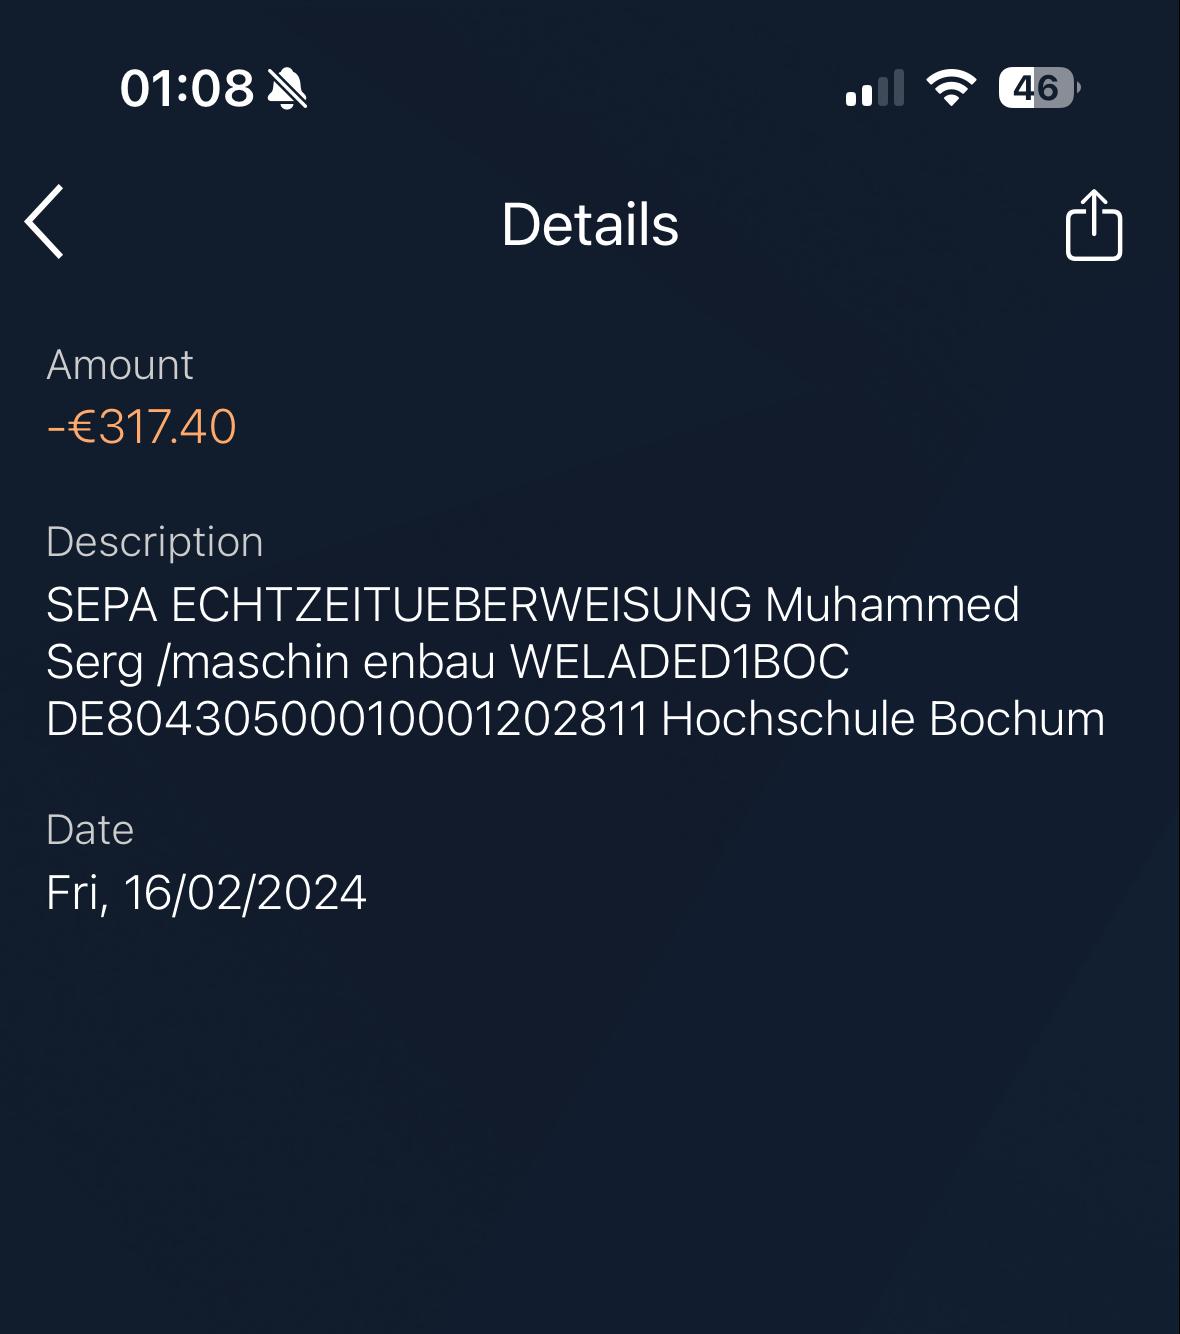 01:08
46
Details
Amount
-€317.40
Description
SEPA ECHTZEITUEBERWEISUNG Muhammed
Serg /maschin enbau WELADED1BOC
DE80430500010001202811 Hochschule Bochum
Date
Fri, 16/02/2024